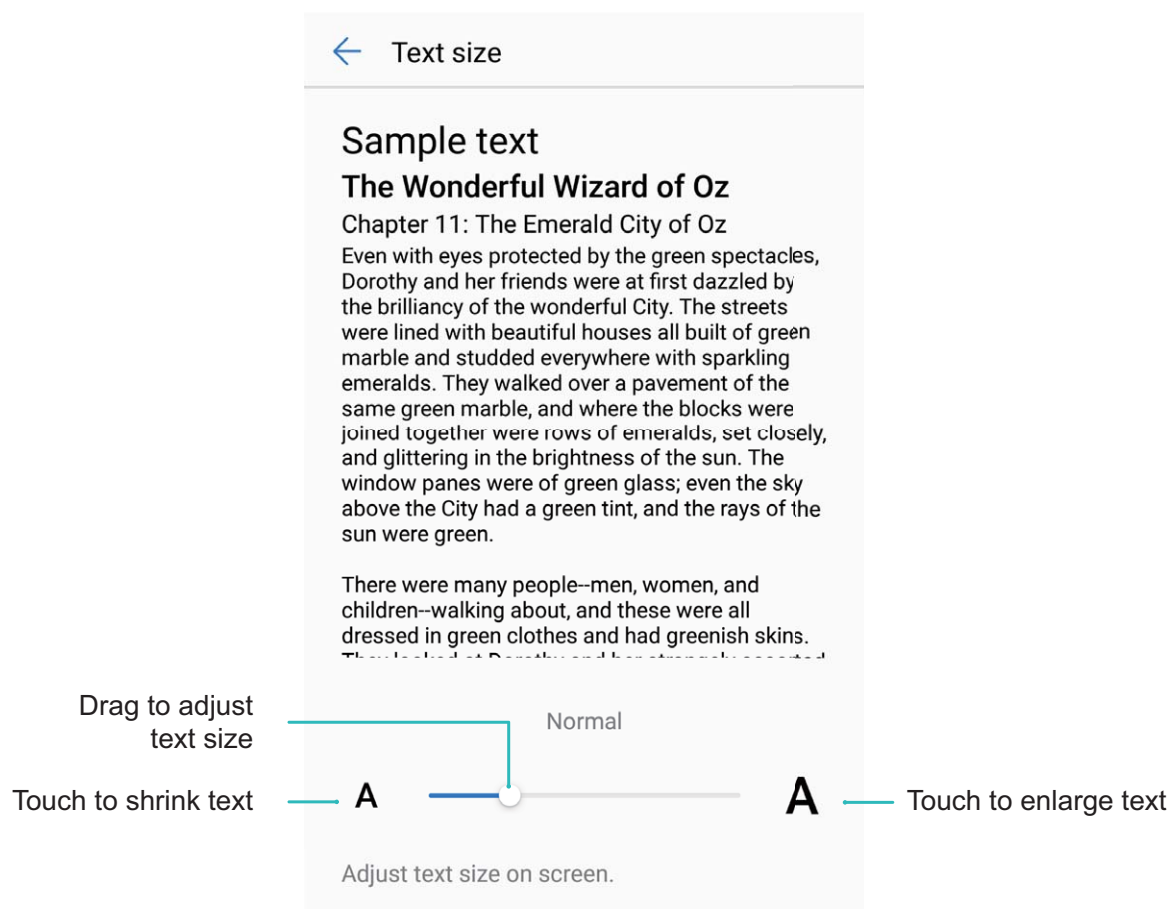 Text size
Sample text
The Wonderful Wizard of Oz
Chapter 11: The Emerald City of Oz
Even with eyes protected by the green spectacles,
Dorothy and her friends were at first dazzled by
the brilliancy of the wonderful City. The streets
were lined with beautiful houses all built of green
marble and studded everywhere with sparkling
emeralds. They walked over a pavement of the
same green marble, and where the blocks were
joined together were rows of emeralds, set closely,
and glittering in the brightness of the sun. The
window panes were of green glass; even the sky
above the City had a green tint, and the rays of the
sun were green.
There were many people--men, women, and
children--walking about, and these were all
dressed in green clothes and had greenish skins.
They looked at Dorothy and her strangely assorted
Drag to adjust
text size
Normal
Touch to shrink text
A
A
Touch to enlarge text
Adjust text size on screen.